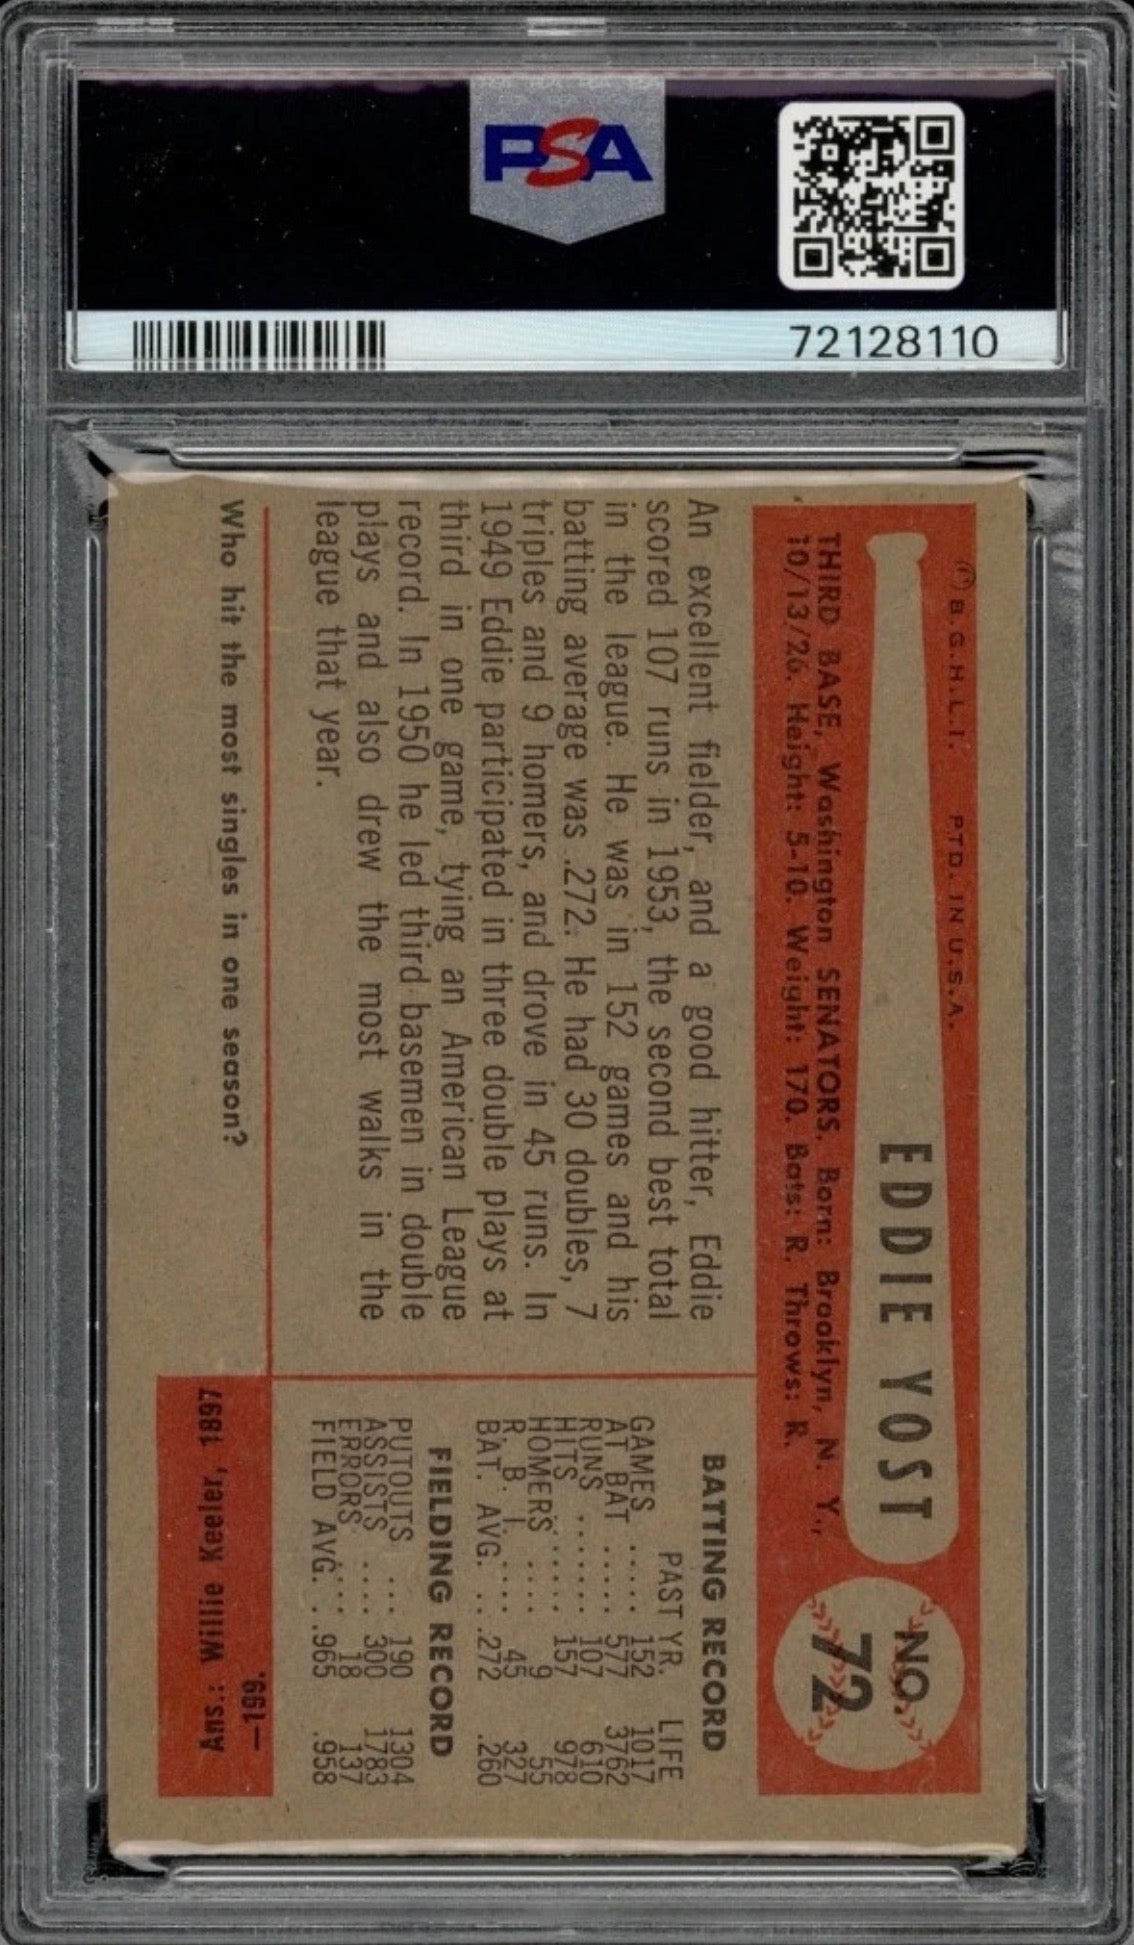 PSA
72128110
© B.G.H.L.I. PTD. IN U.S.A.
EDDIE YOST
NO.
72
THIRD BASE, Washington SENATORS. Born: Brooklyn, N. Y.,
10/13/26. Height: 5-10. Weight: 170. Bats: R. Throws: R.
An excellent fielder, and a good hitter, Eddie
scored 107 runs in 1953, the second best total
in the league. He was in 152 games and his
batting average was .272. He had 30 doubles, 7
triples and 9 homers, and drove in 45 runs. In
1949 Eddie participated in three double plays at
third in one game, tying an American League
record. In 1950 he led third basemen in double
plays and also drew the most walks in the
league that year.
BATTING RECORD
PAST YR. LIFE
GAMES ..... 152 1017
AT BAT ..... 577 3762
RUNS ....... 107 610
HITS ....... 157 978
HOMERS .... 9 55
R. B. I. .... 45 327
BAT. AVG. .. .272 .260
FIELDING RECORD
PUTOUTS ... 190 1304
ASSISTS .... 300 1783
ERRORS .... 18 137
FIELD AVG. . .965 .958
Who hit the most singles in one season?
Ans.: Willie Keeler, 1897
—199.